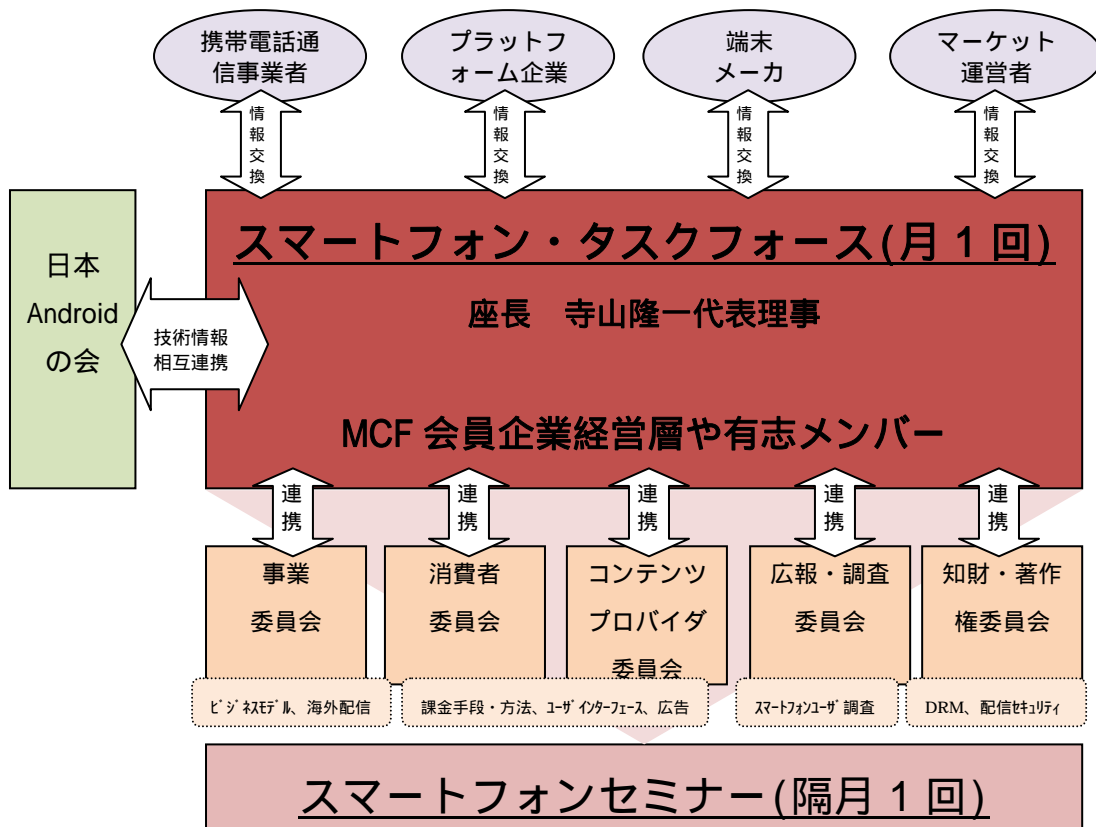 携帯電話通
信事業者
プラットフ
ォーム企業
端末
メーカ
マーケット
運営者
情報交換
情報交換
情報交換
情報交換
日本
Android
の会
技術情報
相互連携
スマートフォン・タスクフォース(月1回)
座長　寺山隆一代表理事
MCF 会員企業経営層や有志メンバー
連携
連携
連携
連携
連携
事業
委員会
消費者
委員会
コンテンツ
プロバイダ
委員会
広報・調査
委員会
知財・著作
権委員会
ﾋﾞｼﾞﾈｽﾓﾃﾞﾙ、海外配信
課金手段・方法、ﾕｰｻﾞｲﾝﾀｰﾌｪｰｽ、広告
ｽﾏｰﾄﾌｫﾝﾕｰｻﾞ調査
DRM、配信ｾｷｭﾘﾃｨ
スマートフォンセミナー(隔月1回)